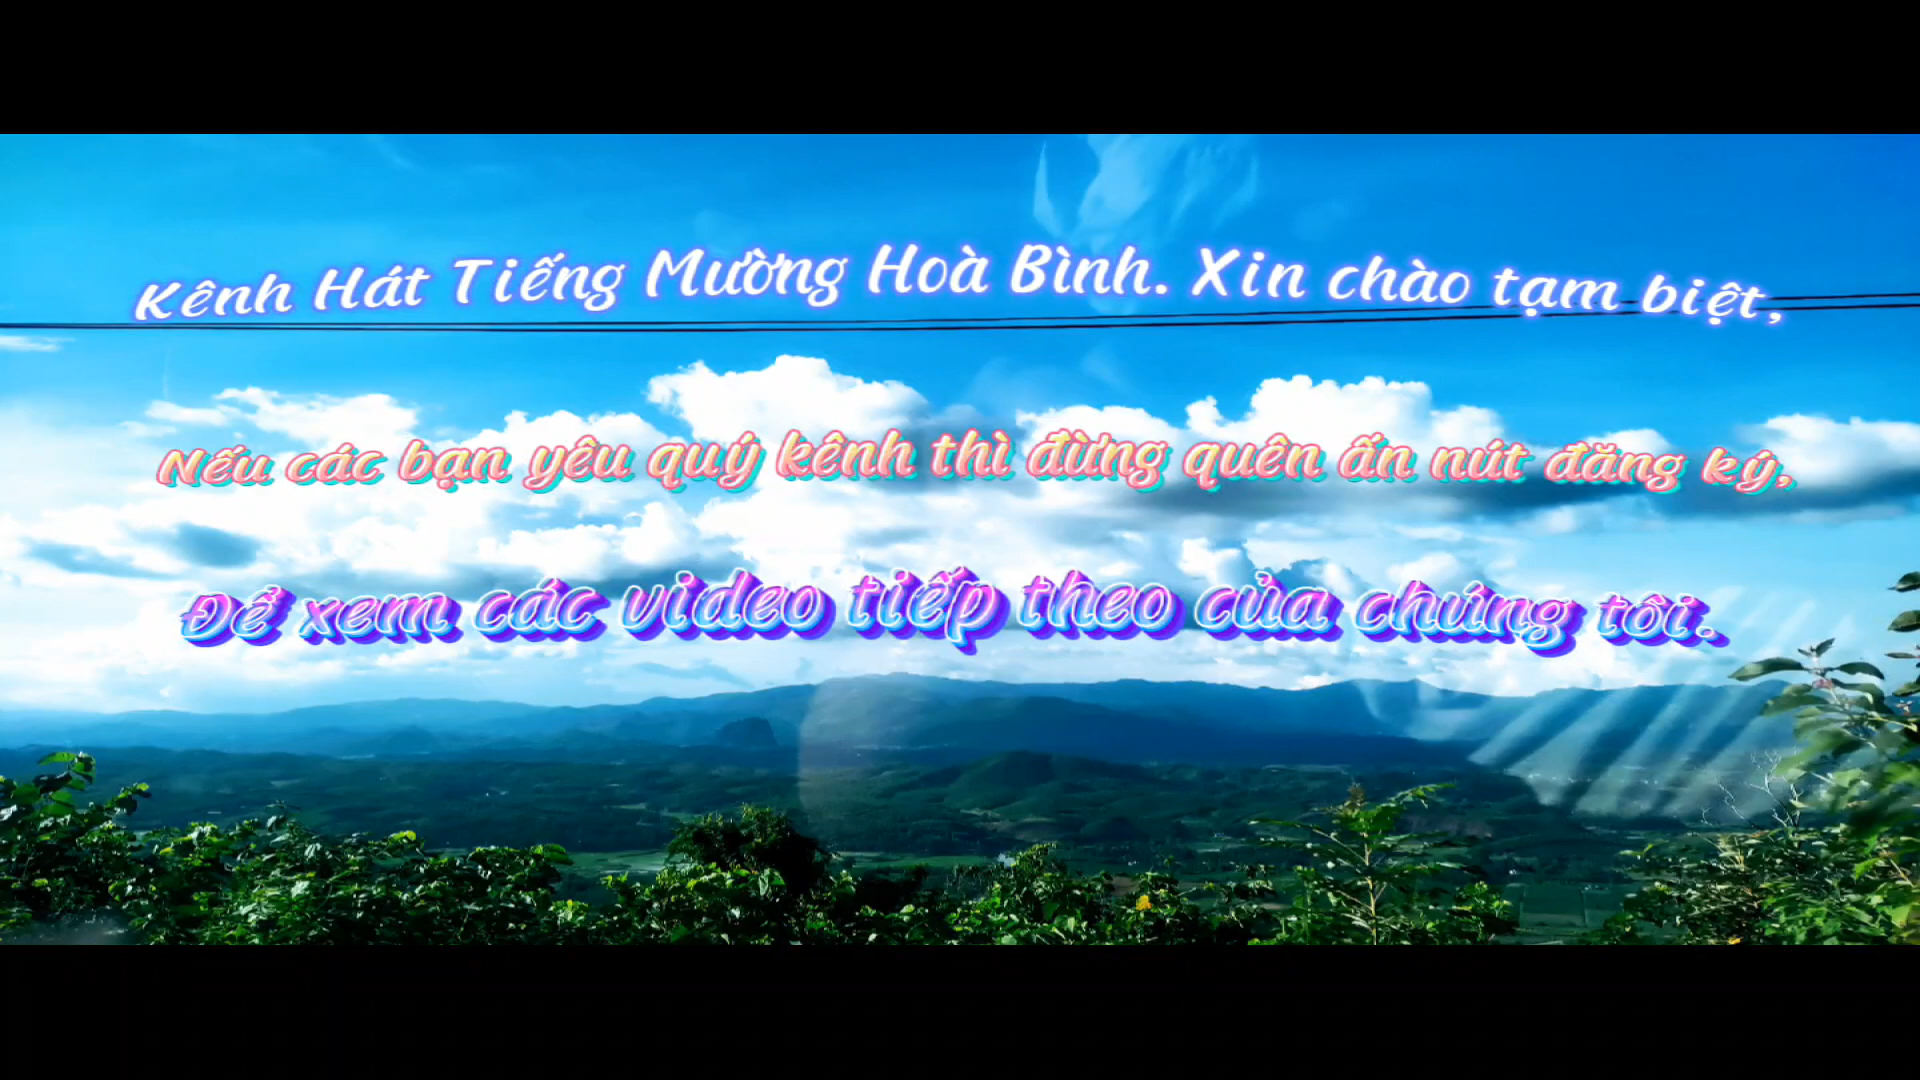 Kênh Hát Tiếng Mường Hoà Bình. Xin chào tạm biệt,
Nếu các bạn yêu quý kênh thì đừng quên ấn nút đăng ký,
Để xem các video tiếp theo của chúng tôi.